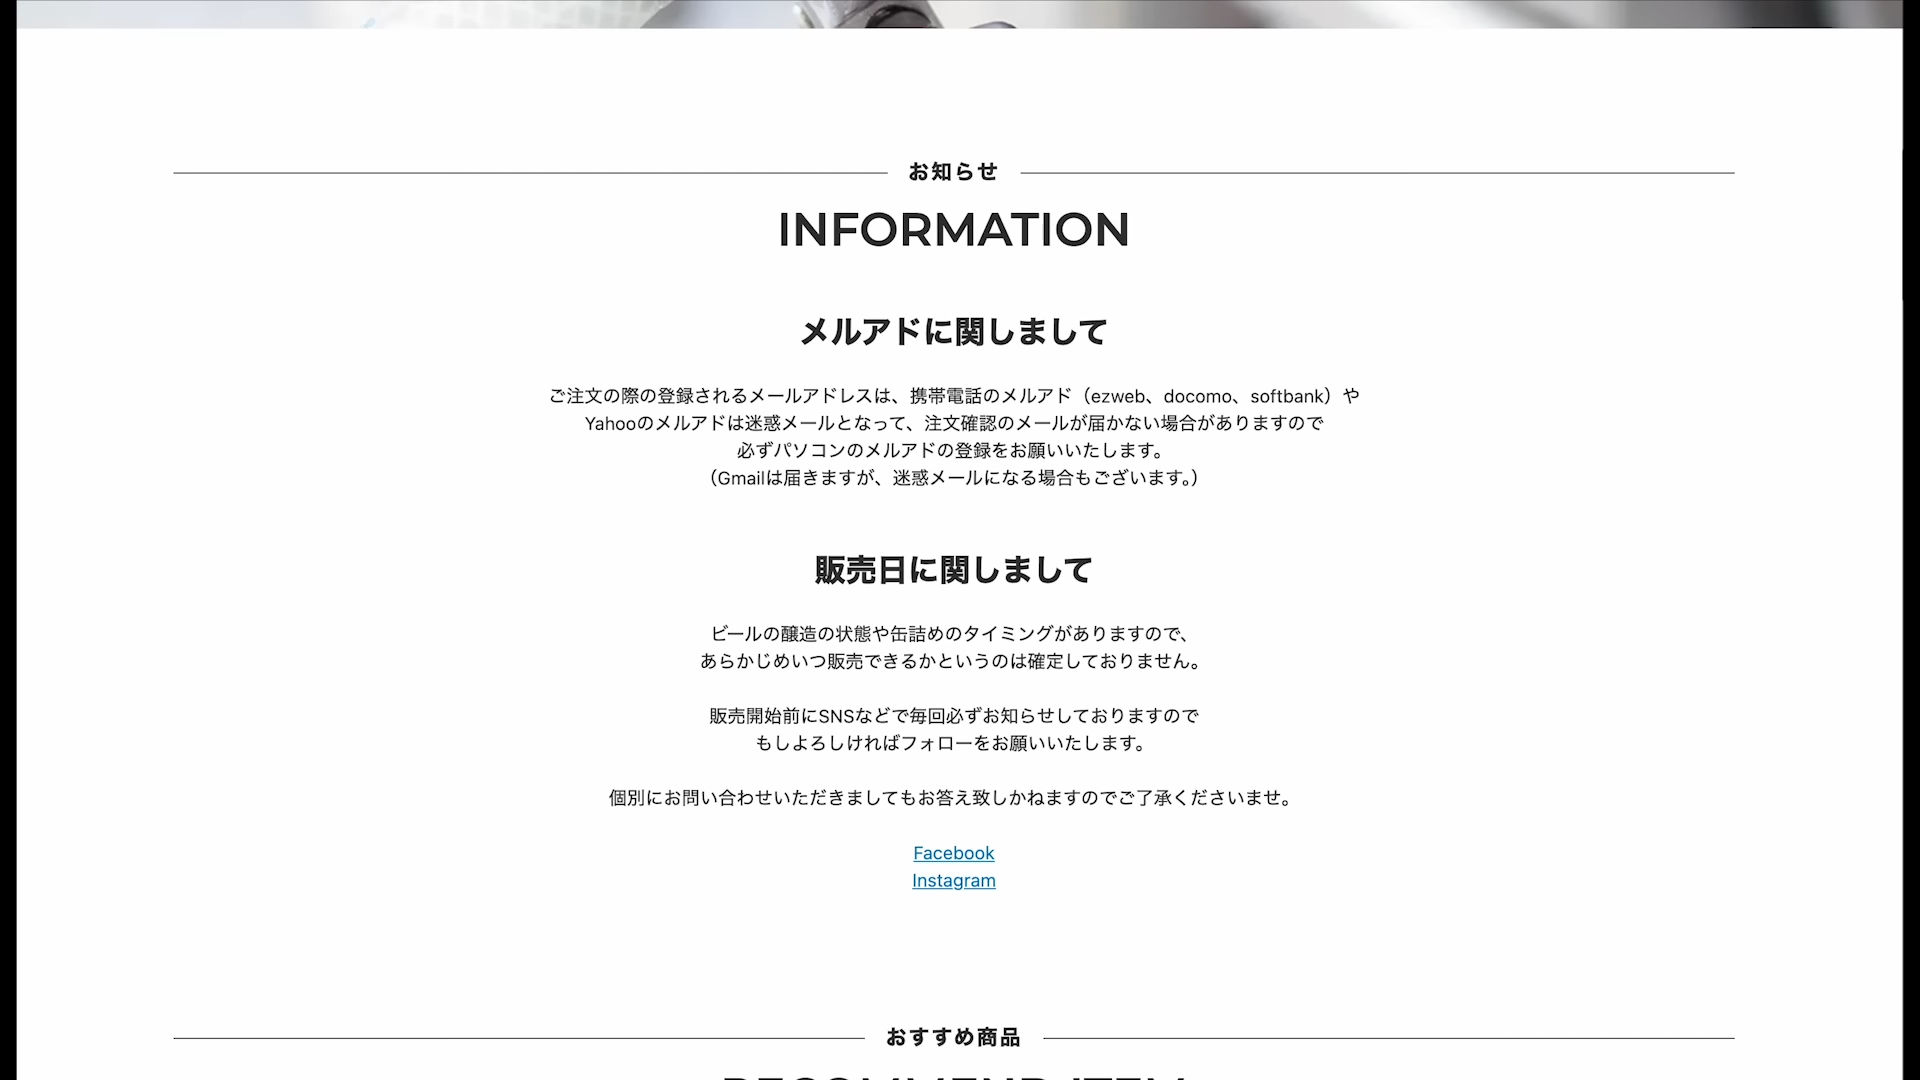 お知らせ
INFORMATION
メルアドに関しまして
ご注文の際の登録されるメールアドレスは、携帯電話のメルアド（ezweb、docomo、softbank）や
Yahooのメルアドは迷惑メールとなって、注文確認のメールが届かない場合がありますので
必ずパソコンのメルアドの登録をお願いいたします。
（Gmailは届きますが、迷惑メールになる場合もございます。）
販売日に関しまして
ビールの醸造の状態や缶詰めのタイミングがありますので、
あらかじめいつ販売できるかというのは確定しておりません。
販売開始前にSNSなどで毎回必ずお知らせしておりますので
もしよろしければフォローをお願いいたします。
個別にお問い合わせいただきましてもお答え致しかねますのでご了承くださいませ。
Facebook
Instagram
おすすめ商品
RECOMMEND ITEM